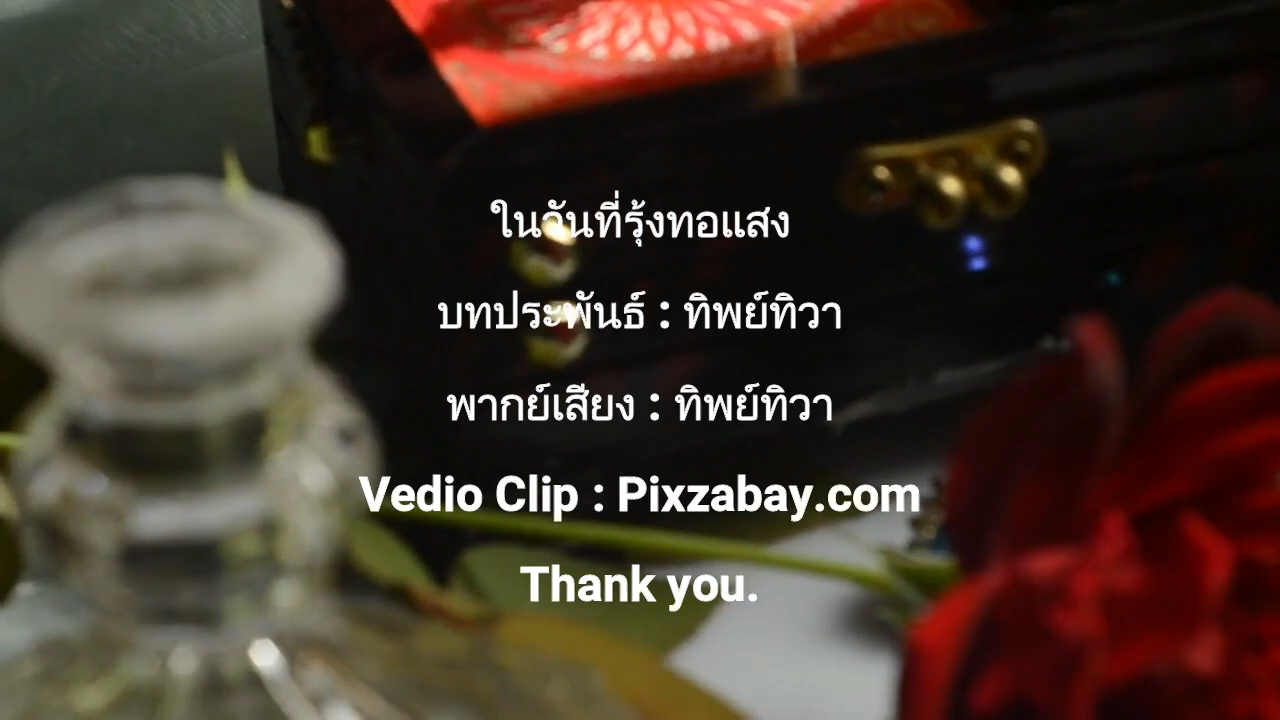 ในวันที่รุ้งทอแสง
บทประพันธ์ : ทิพย์ทิวา
พากย์เสียง : ทิพย์ทิวา
Vedio Clip : Pixzabay.com
Thank you.